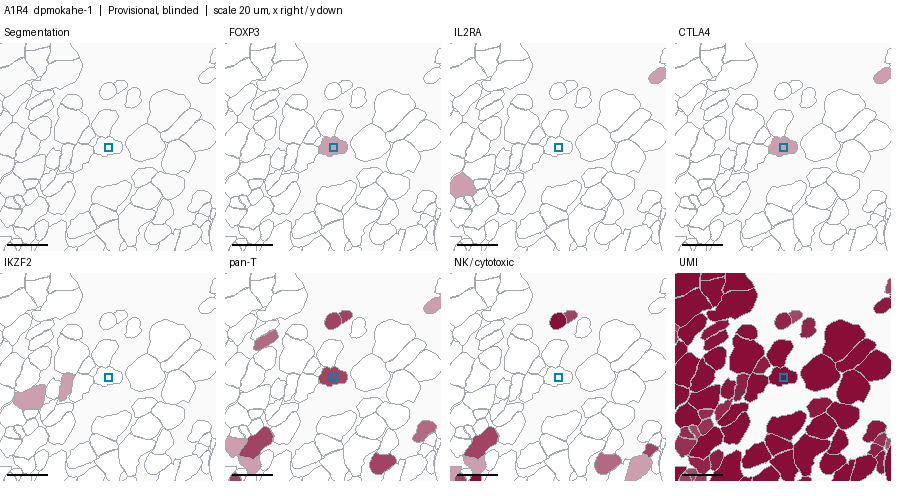 A1R4 dpmokahe-1 | Provisional, blinded | scale 20 um, x right / y down
Segmentation FOXP3 IL2RA CTLA4
IKZF2 pan-T NK / cytotoxic UMI